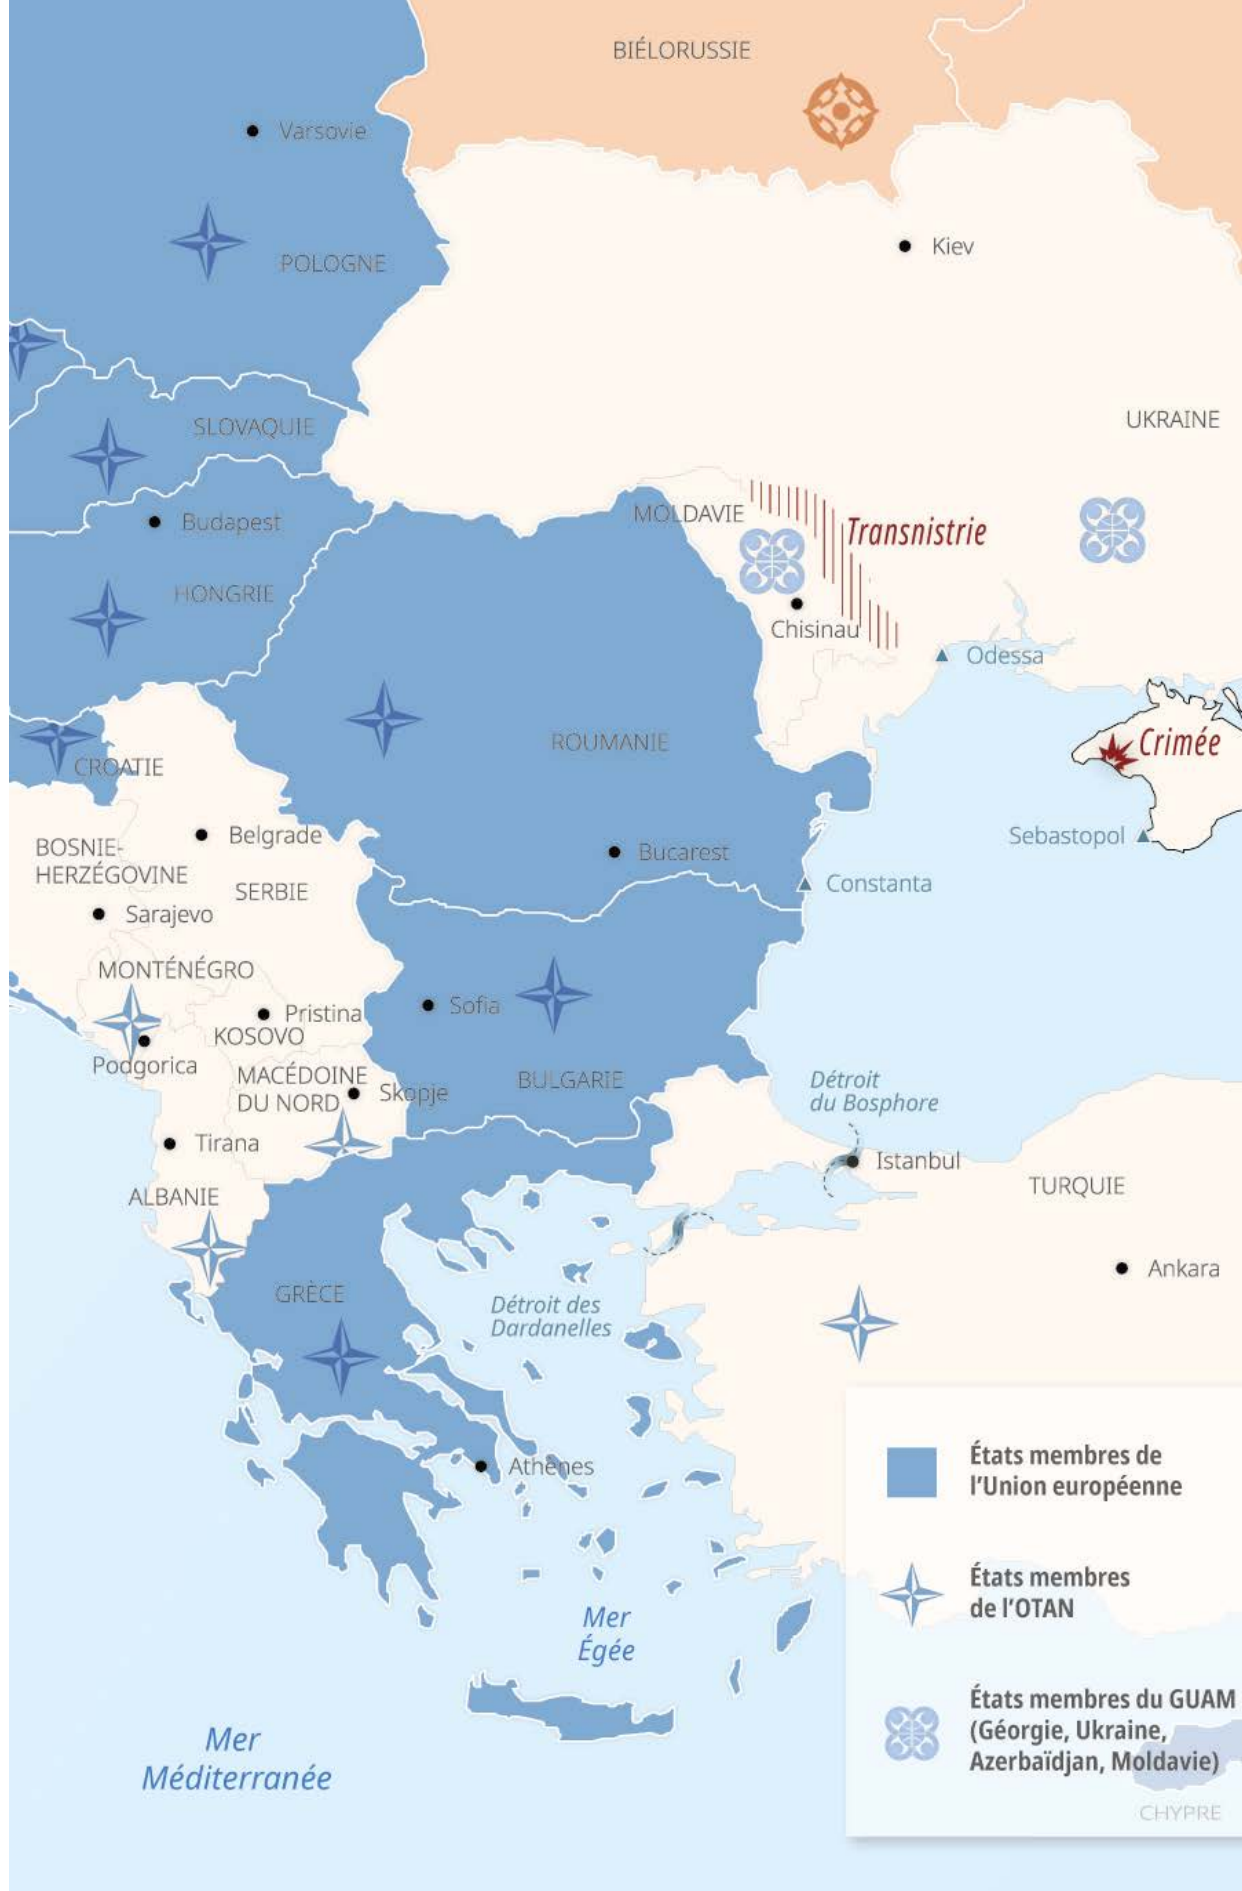 BIÉLORUSSIE
Varsovie
Kiev
POLOGNE
UKRAINE
SLOVAQUIE
MOLDAVIE
Budapest
Transnistrie
HONGRIE
Chisinau
Odessa
ROUMANIE
Crimée
CROATIE
Belgrade
Sebastopol
BOSNIE-
HERZÉGOVINE
Bucarest
SERBIE
Constanta
Sarajevo
MONTÉNÉGRO
Sofia
Pristina
KOSOVO
Podgorica
MACÉDOINE
DU NORD
Skopje
BULGARIE
Détroit
du Bosphore
Tirana
Istanbul
ALBANIE
TURQUIE
Ankara
GRÈCE
Détroit des
Dardanelles
Athènes
États membres de
l'Union européenne
États membres
de l'OTAN
Mer
Égée
États membres du GUAM
(Géorgie, Ukraine,
Azerbaïdjan, Moldavie)
Mer
Méditerranée
CHYPRE